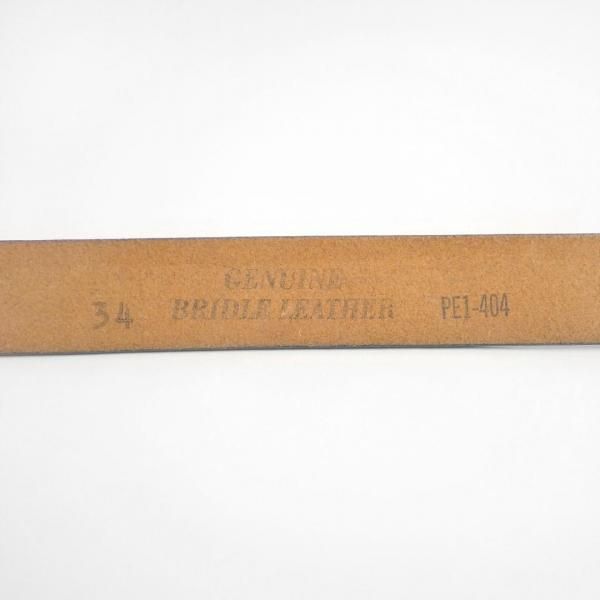 GENUINE
34 BRIDLE LEATHER PE1-404